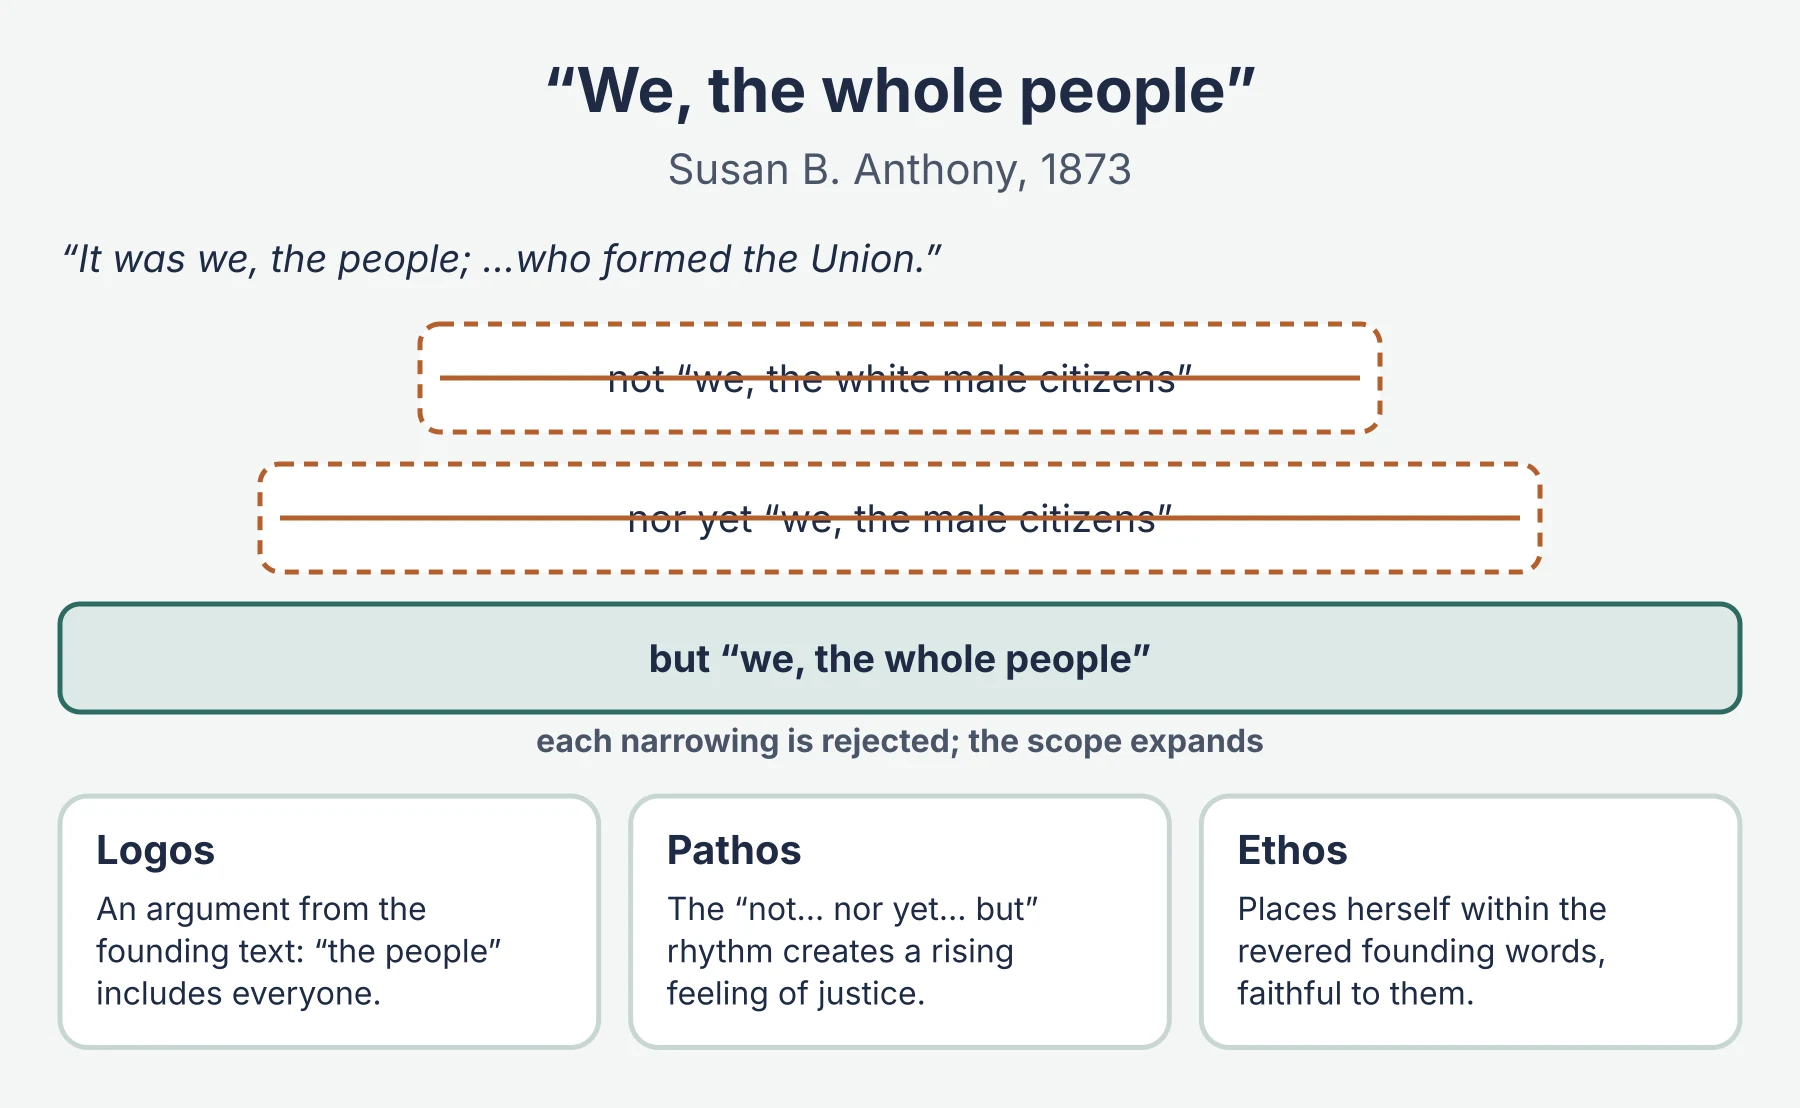 “We, the whole people”
Susan B. Anthony, 1873
“It was we, the people; ...who formed the Union.”
not “we, the white male citizens”
nor yet “we, the male citizens”
but “we, the whole people”
each narrowing is rejected; the scope expands
Logos
An argument from the
founding text: “the people”
includes everyone.
Pathos
The “not... nor yet... but”
rhythm creates a rising
feeling of justice.
Ethos
Places herself within the
revered founding words,
faithful to them.